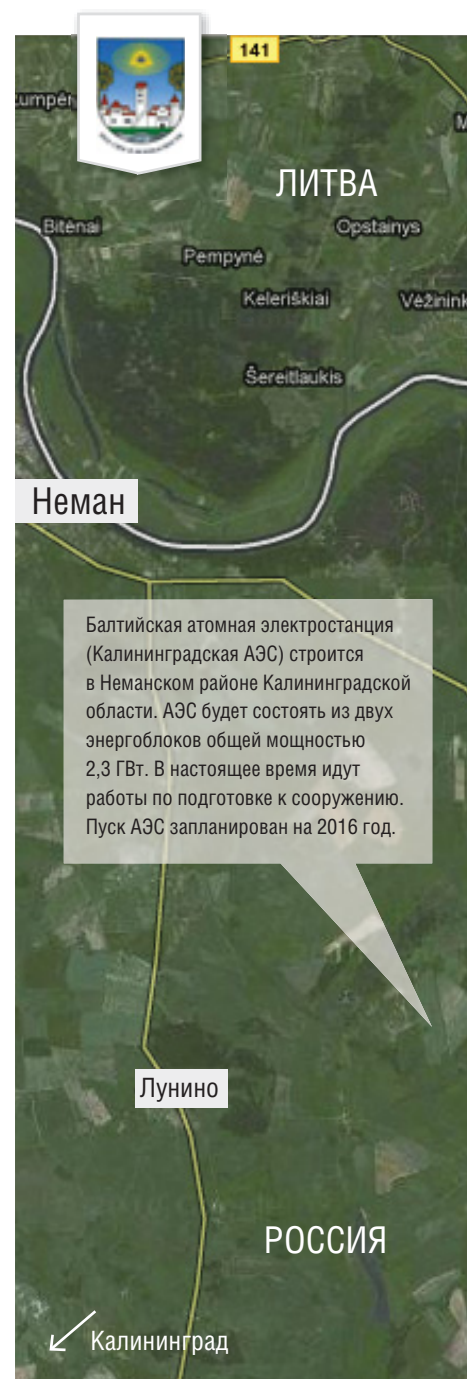 141
ЛИТВА
Bitėnai
Opstainys
Pempynė
Keleriškiai
Šereitlaukis
Неман
Балтийская атомная электростанция
(Калининградская АЭС) строится
в Неманском районе Калининградской
области. АЭС будет состоять из двух
энергоблоков общей мощностью
2,3 ГВт. В настоящее время идут
работы по подготовке к сооружению.
Пуск АЭС запланирован на 2016 год.
Лунино
РОССИЯ
Калининград